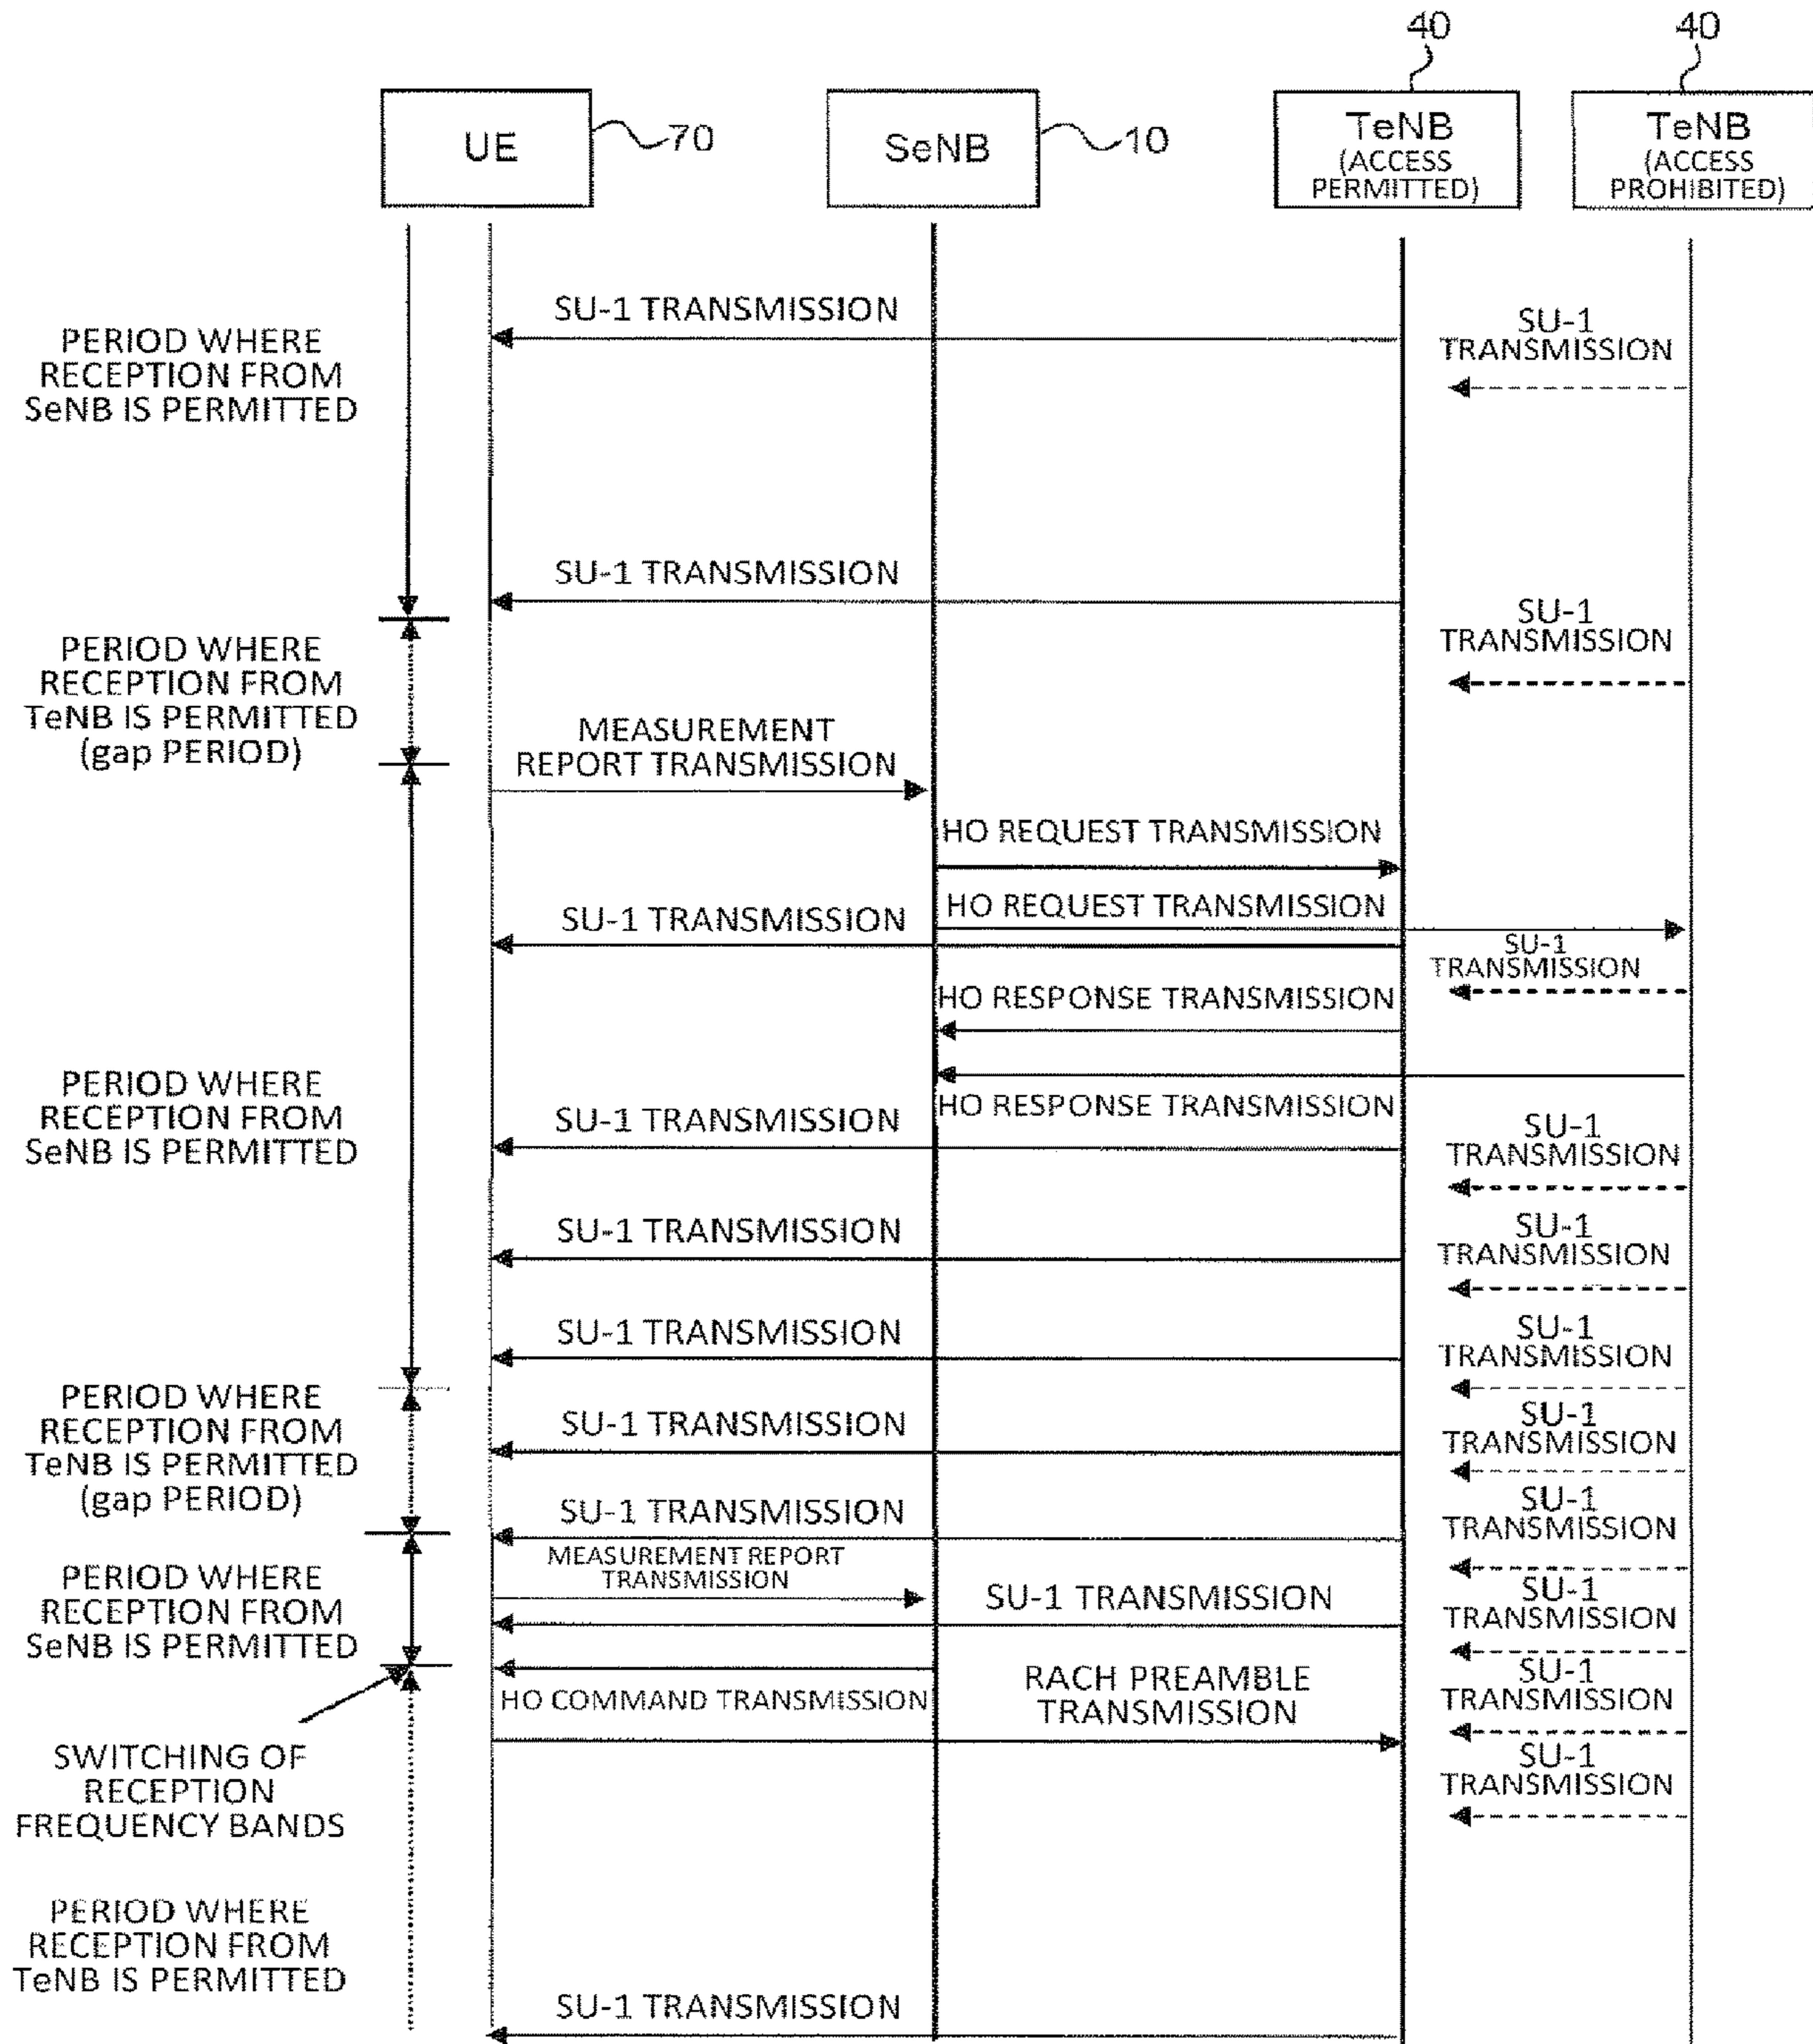 40
40
UE
70
SeNB
10
TeNB
(ACCESS
PERMITTED)
TeNB
(ACCESS
PROHIBITED)
SU-1 TRANSMISSION
SU-1
TRANSMISSION
PERIOD WHERE
RECEPTION FROM
SeNB IS PERMITTED
SU-1 TRANSMISSION
SU-1
TRANSMISSION
PERIOD WHERE
RECEPTION FROM
TeNB IS PERMITTED
(gap PERIOD)
MEASUREMENT
REPORT TRANSMISSION
HO REQUEST TRANSMISSION
HO REQUEST TRANSMISSION
SU-1 TRANSMISSION
SU-1
TRANSMISSION
HO RESPONSE TRANSMISSION
PERIOD WHERE
RECEPTION FROM
SeNB IS PERMITTED
HO RESPONSE TRANSMISSION
SU-1 TRANSMISSION
SU-1
TRANSMISSION
SU-1 TRANSMISSION
SU-1
TRANSMISSION
SU-1 TRANSMISSION
SU-1
TRANSMISSION
PERIOD WHERE
RECEPTION FROM
TeNB IS PERMITTED
(gap PERIOD)
SU-1 TRANSMISSION
SU-1
TRANSMISSION
SU-1 TRANSMISSION
SU-1
TRANSMISSION
MEASUREMENT REPORT
TRANSMISSION
PERIOD WHERE
RECEPTION FROM
SeNB IS PERMITTED
SU-1 TRANSMISSION
SU-1
TRANSMISSION
HO COMMAND TRANSMISSION
RACH PREAMBLE
TRANSMISSION
SU-1
TRANSMISSION
SWITCHING OF
RECEPTION
FREQUENCY BANDS
SU-1
TRANSMISSION
PERIOD WHERE
RECEPTION FROM
TeNB IS PERMITTED
SU-1 TRANSMISSION